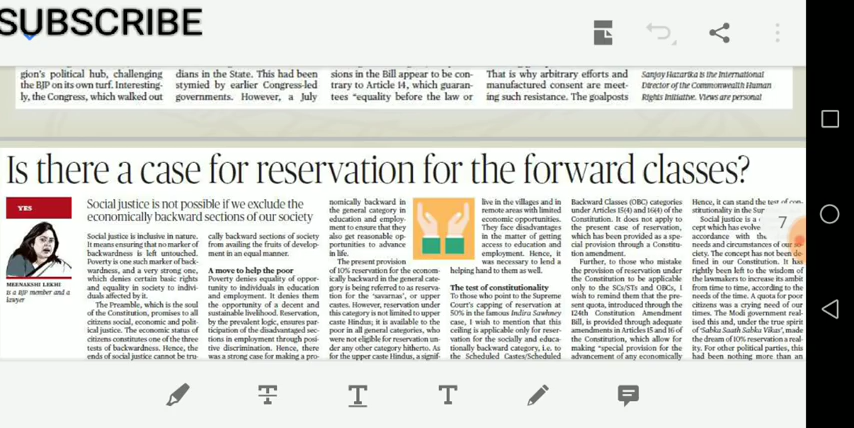 SUBSCRIBE
gion's political hub, challenging
the BJP on its own turf. Interesting-
ly, the Congress, which walked out
dians in the State. This had been
stymied by earlier Congress-led
governments. However, a July
sions in the Bill appear to be con-
trary to Article 14, which guaran-
tees "equality before the law or
That is why arbitrary efforts and
manufactured consent are meet-
ing such resistance. The goalposts
Sanjoy Hazarika is the International
Director of the Commonwealth Human
Rights Initiative. Views are personal
Is there a case for reservation for the forward classes?
YES
MEENAKSHI LEKHI
is a BJP member and a
lawyer
Social justice is not possible if we exclude the
economically backward sections of our society
Social justice is inclusive in nature.
It means ensuring that no marker of
backwardness is left untouched.
Poverty is one such marker of back-
wardness, and a very strong one,
which denies certain basic rights
and equality in society to indivi-
duals affected by it.
The Preamble, which is the soul
of the Constitution, promises to all
citizens social, economic and polit-
ical justice. The economic status of
citizens constitutes one of the three
tests of backwardness. Hence, the
ends of social justice cannot be tru-
cally backward sections of society
from availing the fruits of develop-
ment in an equal manner.
A move to help the poor
Poverty denies equality of oppor-
tunity to individuals in education
and employment. It denies them
the opportunity of a decent and
sustainable livelihood. Reservation,
by the prevalent logic, ensures par-
ticipation of the disadvantaged sec-
tions in employment through posi-
tive discrimination. Hence, there
was a strong case for making a pro-
nomically backward in
the general category in
education and employ-
ment to ensure that they
also get reasonable op-
portunities to advance
in life.
The present provision
of 10% reservation for the econom-
ically backward in the general cate-
gory is being referred to as reserva-
tion for the 'savarnas', or upper
castes. However, reservation under
this category is not limited to upper
caste Hindus; it is available to the
poor in all general categories, who
were not eligible for reservation un-
der any other category hitherto. As
for the upper caste Hindus, a signif-
live in the villages and in
remote areas with limited
economic opportunities.
They face disadvantages
in the matter of getting
access to education and
employment. Hence, it
was necessary to lend a
helping hand to them as well.
The test of constitutionality
To those who point to the Supreme
Court's capping of reservation at
50% in the famous Indira Sawhney
case, I wish to mention that this
ceiling is applicable only for reser-
vation for the socially and educa-
tionally backward category, i.e. to
the Scheduled Castes/Scheduled
Backward Classes (OBC) categories
under Articles 15(4) and 16(4) of the
Constitution. It does not apply to
the present case of reservation,
which has been provided as a spe-
cial provision through a Constitu-
tion amendment.
Further, to those who mistake
the provision of reservation under
the Constitution to be applicable
only to the SCs/STs and OBCs, I
wish to remind them that the pre-
sent quota, introduced through the
124th Constitution Amendment
Bill, is provided through adequate
amendments in Articles 15 and 16 of
the Constitution, which allow for
making "special provision for the
advancement of any economically
Hence, it can stand the test of con-
stitutionality in the Sup
Social justice is a
cept which has evolve
accordance with the
needs and circumstances of our so-
ciety. The concept has not been de-
fined in our Constitution. It has
rightly been left to the wisdom of
the lawmakers to increase its ambit
from time to time, according to the
needs of time. A quota for poor
citizens was a crying need of our
times. The Modi government real-
ised this and, under the true spirit
of 'Sabka Saath Sabka Vikas', made
the dream of 10% reservation a real-
ity. For other political parties, this
had been nothing more than an
7
T
T
T